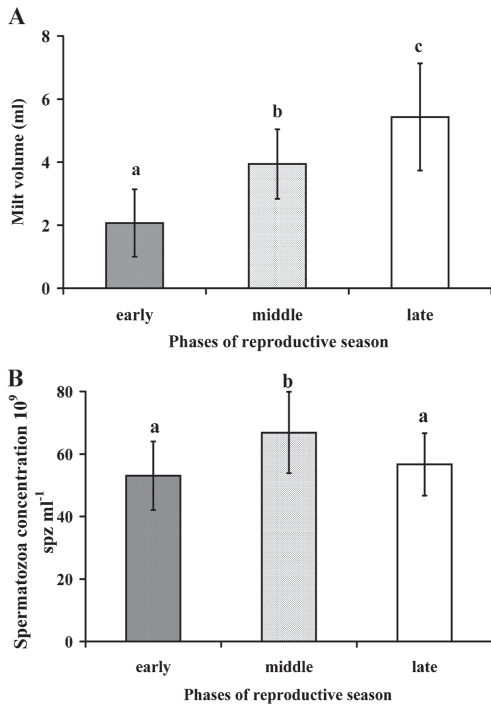 A
8
6
4
2
0
Milt volume (ml)
a
b
c
early middle late
Phases of reproductive season
B
80
60
40
20
0
Spermatozoa concentration 10⁹
spz ml⁻¹
a
b
a
early middle late
Phases of reproductive season